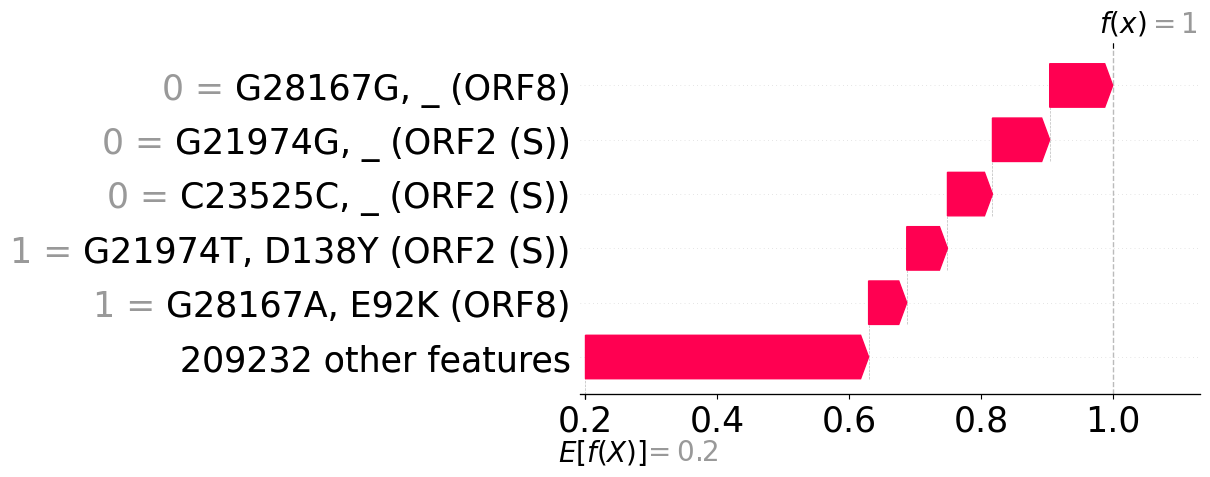 f(x) = 1
0 = G28167G, _ (ORF8)
0 = G21974G, _ (ORF2 (S))
0 = C23525C, _ (ORF2 (S))
1 = G21974T, D138Y (ORF2 (S))
1 = G28167A, E92K (ORF8)
209232 other features
0.2 0.4 0.6 0.8 1.0
E[f(X)] = 0.2